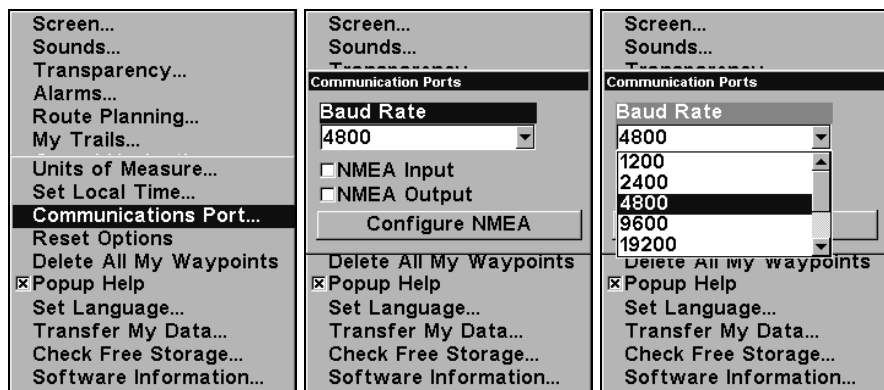 Screen...
Sounds...
Transparency...
Alarms...
Route Planning...
My Trails...
Units of Measure...
Set Local Time...
Communications Port...
Reset Options
Delete All My Waypoints
Popup Help
Set Language...
Transfer My Data...
Check Free Storage...
Software Information...
Screen...
Sounds...
Transparency...
Communication Ports
Baud Rate
4800
NMEA Input
NMEA Output
Configure NMEA
Delete All My Waypoints
Popup Help
Set Language...
Transfer My Data...
Check Free Storage...
Software Information...
Screen...
Sounds...
Transparency...
Communication Ports
Baud Rate
4800
1200
2400
4800
9600
19200
Delete All My Waypoints
Popup Help
Set Language...
Transfer My Data...
Check Free Storage...
Software Information...